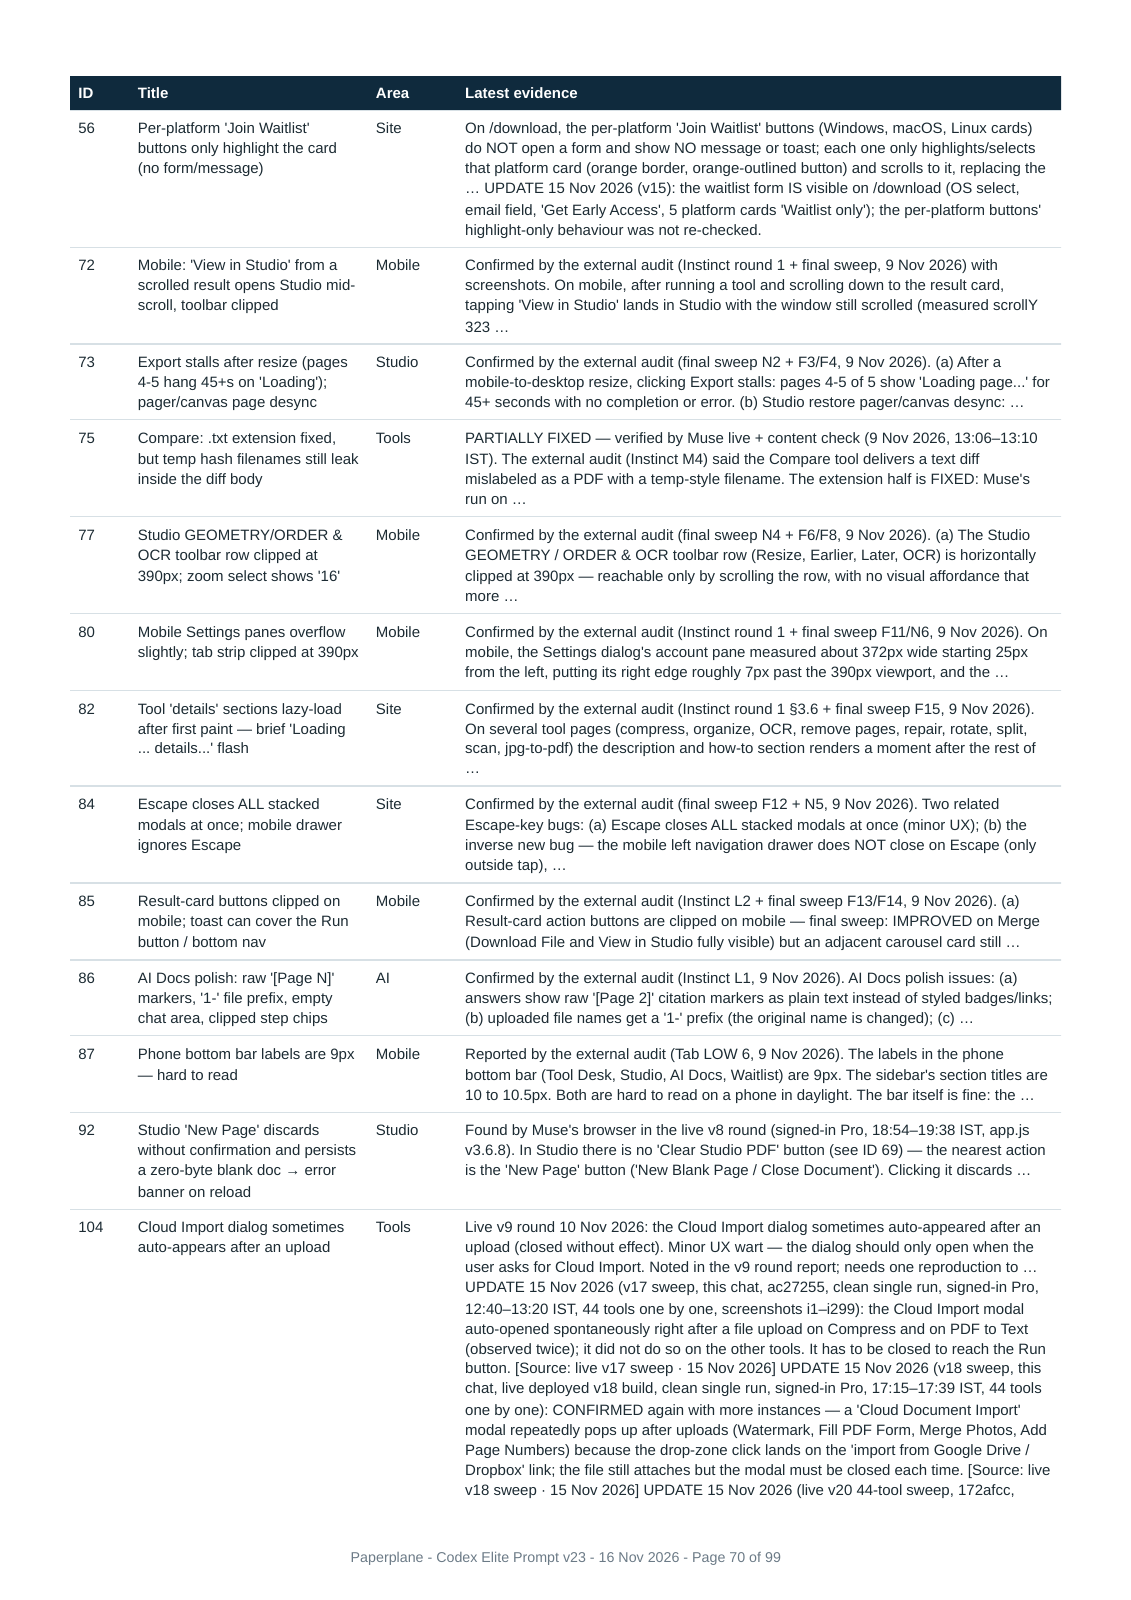 ID Title Area Latest evidence
56 Per-platform 'Join Waitlist' Site On /download, the per-platform 'Join Waitlist' buttons (Windows, macOS, Linux cards)
buttons only highlight the card do NOT open a form and show NO message or toast; each one only highlights/selects
(no form/message) that platform card (orange border, orange-outlined button) and scrolls to it, replacing the
… UPDATE 15 Nov 2026 (v15): the waitlist form IS visible on /download (OS select,
email field, 'Get Early Access', 5 platform cards 'Waitlist only'); the per-platform buttons'
highlight-only behaviour was not re-checked.
72 Mobile: 'View in Studio' from a Mobile Confirmed by the external audit (Instinct round 1 + final sweep, 9 Nov 2026) with
scrolled result opens Studio mid- screenshots. On mobile, after running a tool and scrolling down to the result card,
scroll, toolbar clipped tapping 'View in Studio' lands in Studio with the window still scrolled (measured scrollY
323 …
73 Export stalls after resize (pages Studio Confirmed by the external audit (final sweep N2 + F3/F4, 9 Nov 2026). (a) After a
4-5 hang 45+s on 'Loading'); mobile-to-desktop resize, clicking Export stalls: pages 4-5 of 5 show 'Loading page...' for
pager/canvas page desync 45+ seconds with no completion or error. (b) Studio restore pager/canvas desync: …
75 Compare: .txt extension fixed, Tools PARTIALLY FIXED — verified by Muse live + content check (9 Nov 2026, 13:06–13:10
but temp hash filenames still leak IST). The external audit (Instinct M4) said the Compare tool delivers a text diff
inside the diff body mislabeled as a PDF with a temp-style filename. The extension half is FIXED: Muse's
run on …
77 Studio GEOMETRY/ORDER & Mobile Confirmed by the external audit (final sweep N4 + F6/F8, 9 Nov 2026). (a) The Studio
OCR toolbar row clipped at GEOMETRY / ORDER & OCR toolbar row (Resize, Earlier, Later, OCR) is horizontally
390px; zoom select shows '16' clipped at 390px — reachable only by scrolling the row, with no visual affordance that
more …
80 Mobile Settings panes overflow Mobile Confirmed by the external audit (Instinct round 1 + final sweep F11/N6, 9 Nov 2026). On
slightly; tab strip clipped at 390px mobile, the Settings dialog's account pane measured about 372px wide starting 25px
from the left, putting its right edge roughly 7px past the 390px viewport, and the …
82 Tool 'details' sections lazy-load Site Confirmed by the external audit (Instinct round 1 §3.6 + final sweep F15, 9 Nov 2026).
after first paint — brief 'Loading On several tool pages (compress, organize, OCR, remove pages, repair, rotate, split,
... details...' flash scan, jpg-to-pdf) the description and how-to section renders a moment after the rest of
…
84 Escape closes ALL stacked Site Confirmed by the external audit (final sweep F12 + N5, 9 Nov 2026). Two related
modals at once; mobile drawer Escape-key bugs: (a) Escape closes ALL stacked modals at once (minor UX); (b) the
ignores Escape inverse new bug — the mobile left navigation drawer does NOT close on Escape (only
outside tap), …
85 Result-card buttons clipped on Mobile Confirmed by the external audit (Instinct L2 + final sweep F13/F14, 9 Nov 2026). (a)
mobile; toast can cover the Run Result-card action buttons are clipped on mobile — final sweep: IMPROVED on Merge
button / bottom nav (Download File and View in Studio fully visible) but an adjacent carousel card still …
86 AI Docs polish: raw '[Page N]' AI Confirmed by the external audit (Instinct L1, 9 Nov 2026). AI Docs polish issues: (a)
markers, '1-' file prefix, empty answers show raw '[Page 2]' citation markers as plain text instead of styled badges/links;
chat area, clipped step chips (b) uploaded file names get a '1-' prefix (the original name is changed); (c) …
87 Phone bottom bar labels are 9px Mobile Reported by the external audit (Tab LOW 6, 9 Nov 2026). The labels in the phone
— hard to read bottom bar (Tool Desk, Studio, AI Docs, Waitlist) are 9px. The sidebar's section titles are
10 to 10.5px. Both are hard to read on a phone in daylight. The bar itself is fine: the …
92 Studio 'New Page' discards Studio Found by Muse's browser in the live v8 round (signed-in Pro, 18:54–19:38 IST, app.js
without confirmation and persists v3.6.8). In Studio there is no 'Clear Studio PDF' button (see ID 69) — the nearest action
a zero-byte blank doc → error is the 'New Page' button ('New Blank Page / Close Document'). Clicking it discards …
banner on reload
104 Cloud Import dialog sometimes Tools Live v9 round 10 Nov 2026: the Cloud Import dialog sometimes auto-appeared after an
auto-appears after an upload upload (closed without effect). Minor UX wart — the dialog should only open when the
user asks for Cloud Import. Noted in the v9 round report; needs one reproduction to …
UPDATE 15 Nov 2026 (v17 sweep, this chat, ac27255, clean single run, signed-in Pro,
12:40–13:20 IST, 44 tools one by one, screenshots i1–i299): the Cloud Import modal
auto-opened spontaneously right after a file upload on Compress and on PDF to Text
(observed twice); it did not do so on the other tools. It has to be closed to reach the Run
button. [Source: live v17 sweep · 15 Nov 2026] UPDATE 15 Nov 2026 (v18 sweep, this
chat, live deployed v18 build, clean single run, signed-in Pro, 17:15–17:39 IST, 44 tools
one by one): CONFIRMED again with more instances — a 'Cloud Document Import'
modal repeatedly pops up after uploads (Watermark, Fill PDF Form, Merge Photos, Add
Page Numbers) because the drop-zone click lands on the 'import from Google Drive /
Dropbox' link; the file still attaches but the modal must be closed each time. [Source: live
v18 sweep · 15 Nov 2026] UPDATE 15 Nov 2026 (live v20 44-tool sweep, 172afcc,
Paperplane - Codex Elite Prompt v23 - 16 Nov 2026 - Page 70 of 99